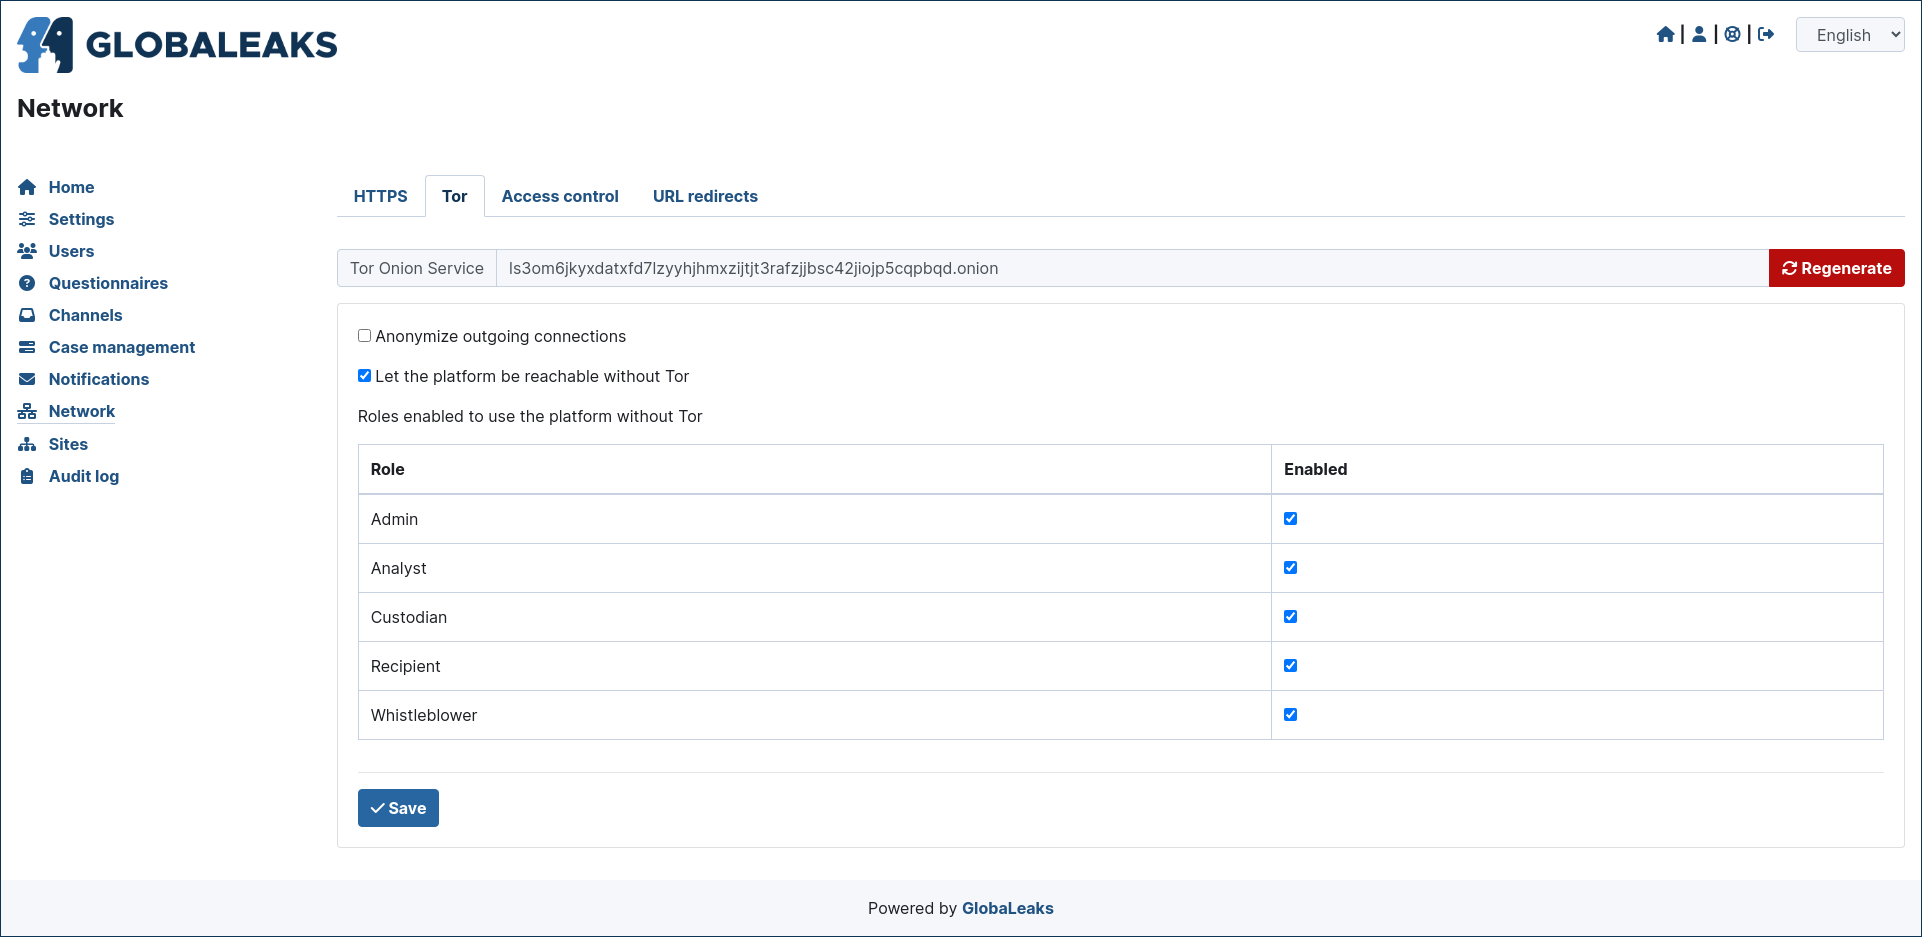 GLOBALEAKS
English
Network
Home
Settings
Users
Questionnaires
Channels
Case management
Notifications
Network
Sites
Audit log
HTTPS Tor Access control URL redirects
Tor Onion Service ls3om6jkyxdatxfd7lzyyhjhmxzijtjt3rafzjjbsc42jiojp5cqpbqd.onion Regenerate
Anonymize outgoing connections
Let the platform be reachable without Tor
Roles enabled to use the platform without Tor
Role Enabled
Admin
Analyst
Custodian
Recipient
Whistleblower
Save
Powered by GlobaLeaks